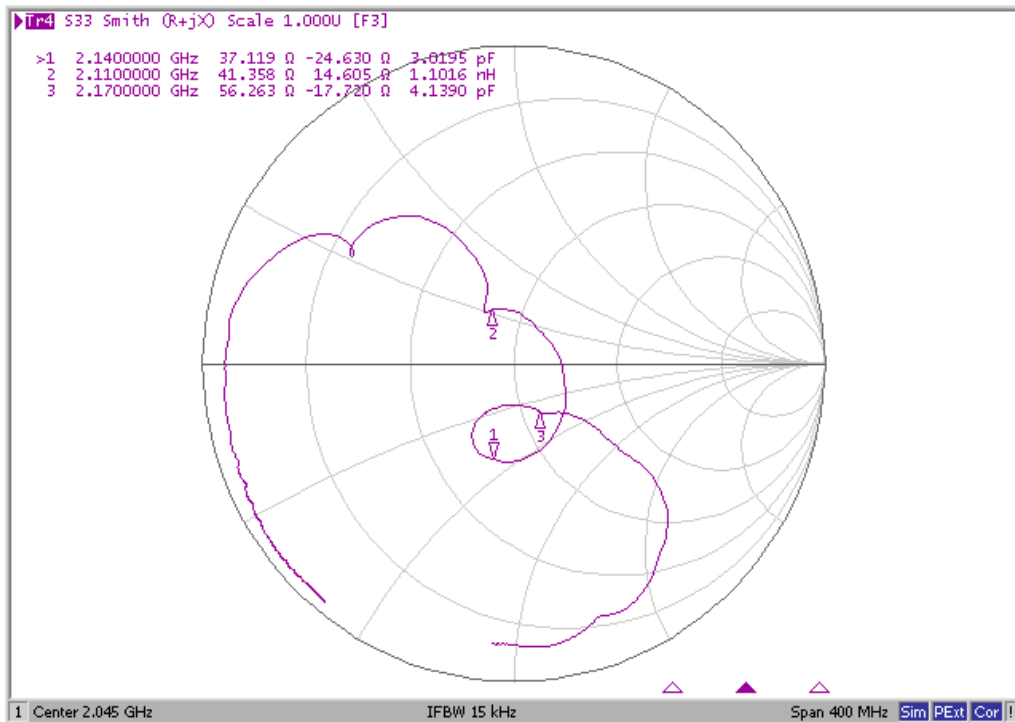 Tr4 S33 Smith (R+jX) Scale 1.000U [F3]
>1 2.1400000 GHz 37.119 Ω -24.630 Ω 3.0195 pF
2 2.1100000 GHz 41.358 Ω 14.605 Ω 1.1016 nH
3 2.1700000 GHz 56.263 Ω -17.720 Ω 4.1390 pF
2
1
3
1 Center 2.045 GHz IFBW 15 kHz Span 400 MHz Sim PExt Cor !